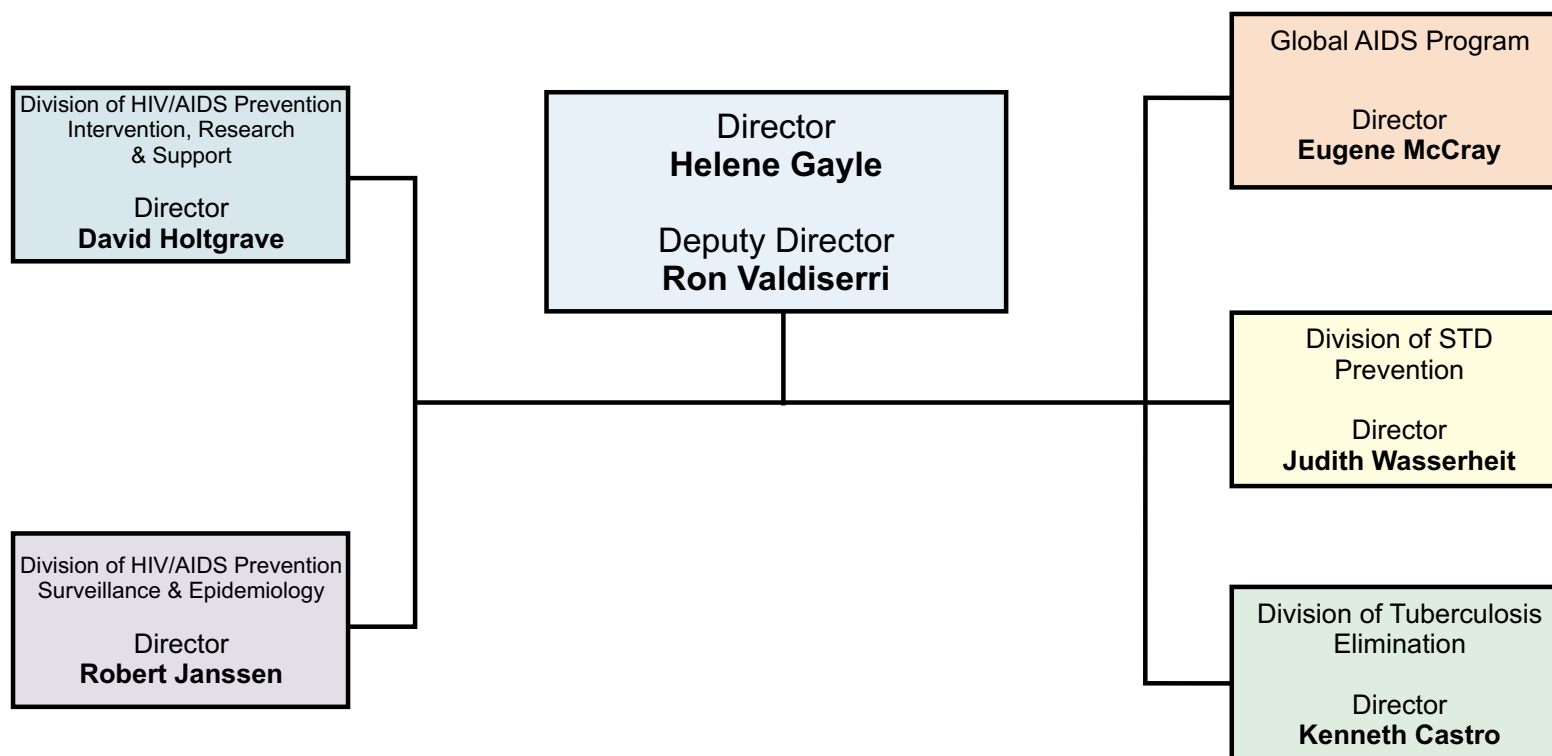 Division of HIV/AIDS Prevention
Intervention, Research
& Support
Director
David Holtgrave
Division of HIV/AIDS Prevention
Surveillance & Epidemiology
Director
Robert Janssen
Director
Helene Gayle
Deputy Director
Ron Valdiserri
Global AIDS Program
Director
Eugene McCray
Division of STD
Prevention
Director
Judith Wasserheit
Division of Tuberculosis
Elimination
Director
Kenneth Castro